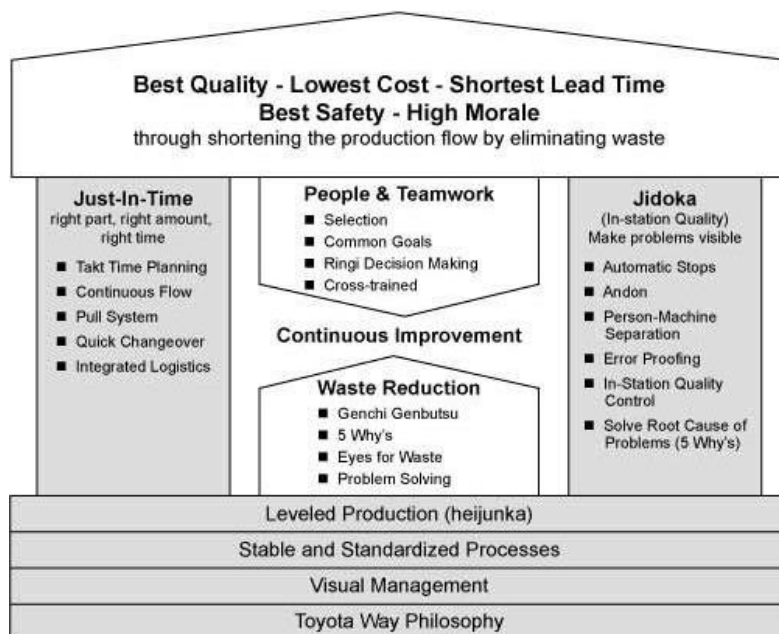 Best Quality - Lowest Cost - Shortest Lead Time
Best Safety - High Morale
through shortening the production flow by eliminating waste
Just-In-Time
right part, right amount,
right time
Takt Time Planning
Continuous Flow
Pull System
Quick Changeover
Integrated Logistics
People & Teamwork
Selection
Common Goals
Ringi Decision Making
Cross-trained
Continuous Improvement
Waste Reduction
Genchi Genbutsu
5 Why's
Eyes for Waste
Problem Solving
Jidoka
(In-station Quality)
Make problems visible
Automatic Stops
Andon
Person-Machine
Separation
Error Proofing
In-Station Quality
Control
Solve Root Cause of
Problems (5 Why's)
Leveled Production (heijunka)
Stable and Standardized Processes
Visual Management
Toyota Way Philosophy